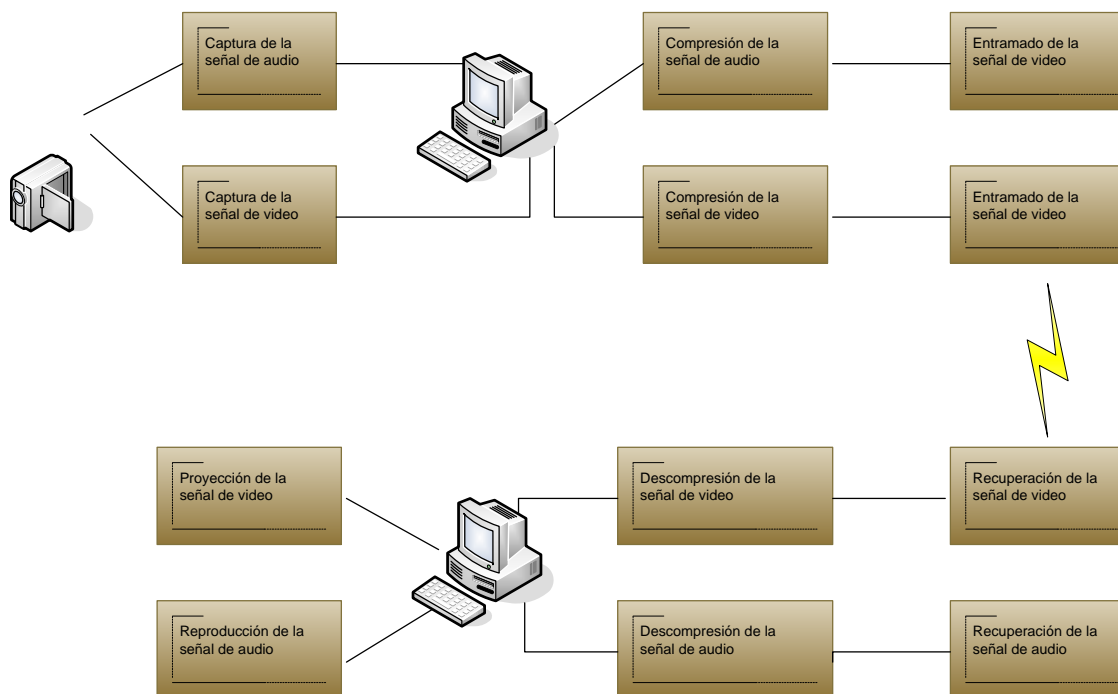 Captura de la
señal de audio
Compresión de la
señal de audio
Entramado de la
señal de video
Captura de la
señal de video
Compresión de la
señal de video
Entramado de la
señal de video
Proyección de la
señal de video
Descompresión de la
señal de video
Recuperación de la
señal de video
Reproducción de la
señal de audio
Descompresión de la
señal de audio
Recuperación de la
señal de audio